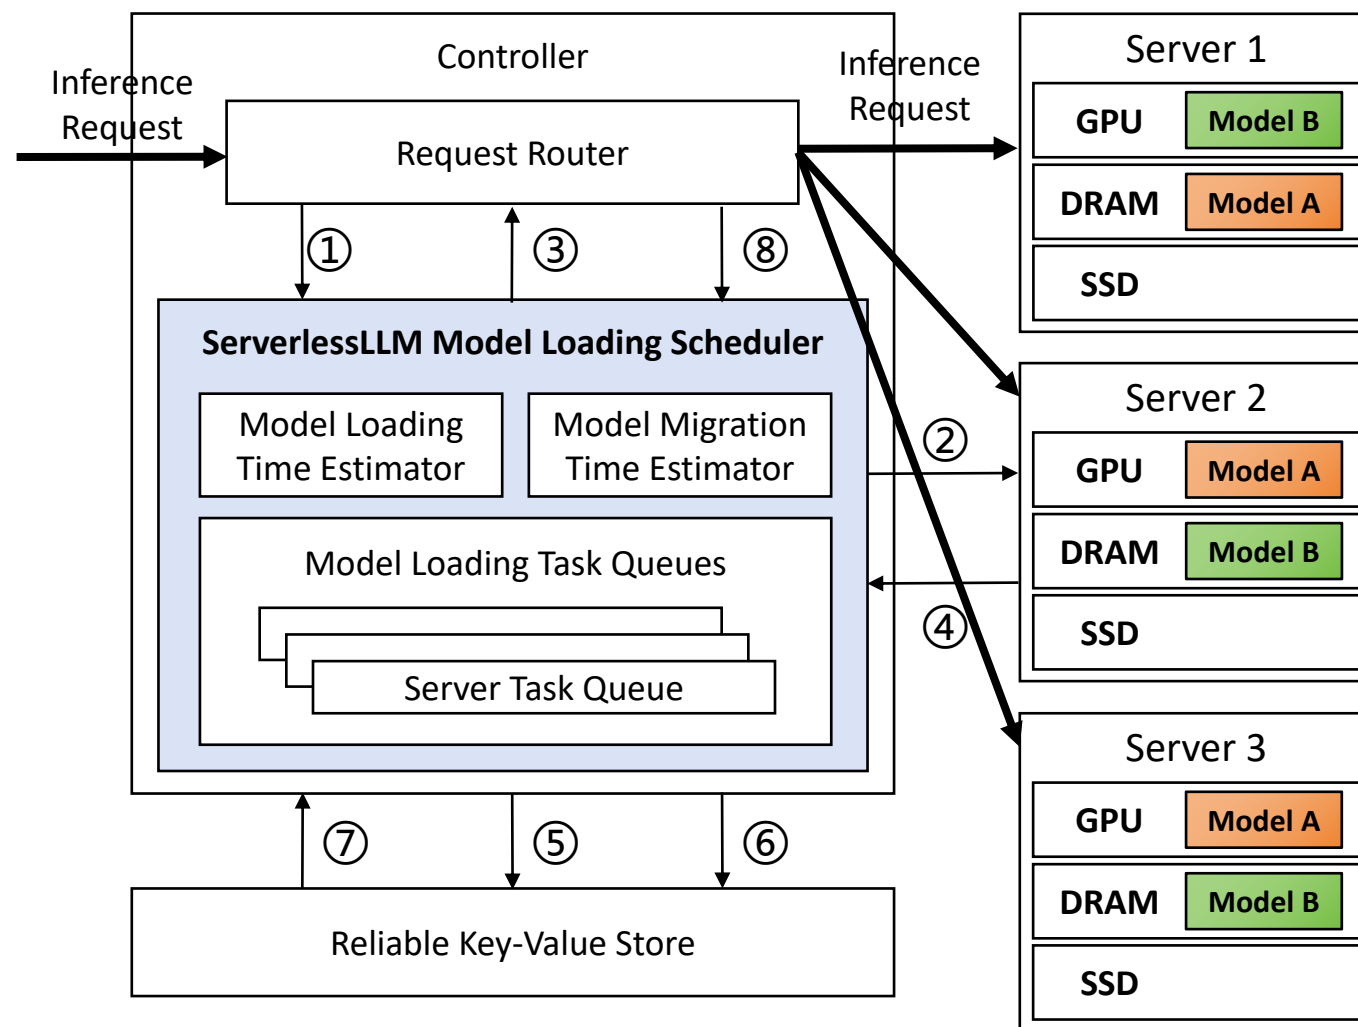 Controller
Inference
Request
Request Router
Inference
Request
①
③
⑧
ServerlessLLM Model Loading Scheduler
Model Loading
Time Estimator
Model Migration
Time Estimator
Model Loading Task Queues
Server Task Queue
②
④
⑦
⑤
⑥
Reliable Key-Value Store
Server 1
GPU Model B
DRAM Model A
SSD
Server 2
GPU Model A
DRAM Model B
SSD
Server 3
GPU Model A
DRAM Model B
SSD